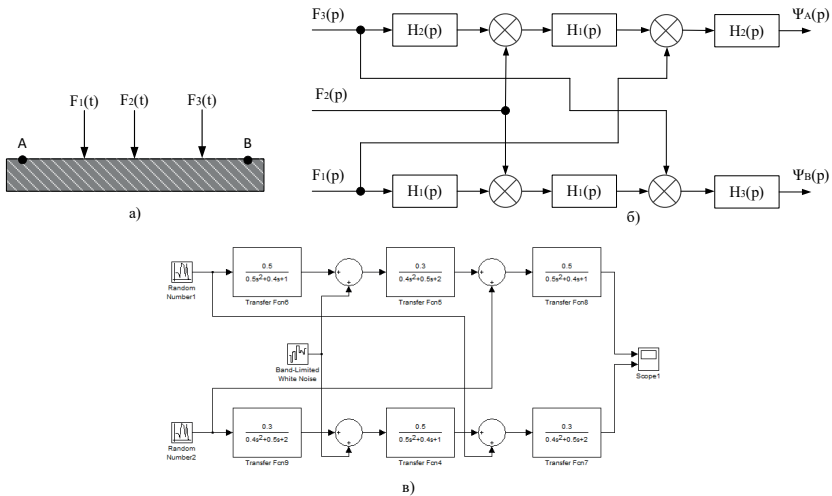 F₃(p)
H₂(p)
H₁(p)
H₂(p)
Ψ_A(p)
F₂(p)
F₁(p)
H₁(p)
H₁(p)
H₃(p)
Ψ_B(p)
б)
F₁(t)
F₂(t)
F₃(t)
A
B
а)
Random
Number1
0.5
0.5s²+0.4s+1
Transfer Fcn6
0.3
0.4s²+0.5s+2
Transfer Fcn5
0.5
0.5s²+0.4s+1
Transfer Fcn8
Band-Limited
White Noise
Scope1
Random
Number2
0.3
0.4s²+0.5s+2
Transfer Fcn9
0.5
0.5s²+0.4s+1
Transfer Fcn4
0.3
0.4s²+0.5s+2
Transfer Fcn7
в)